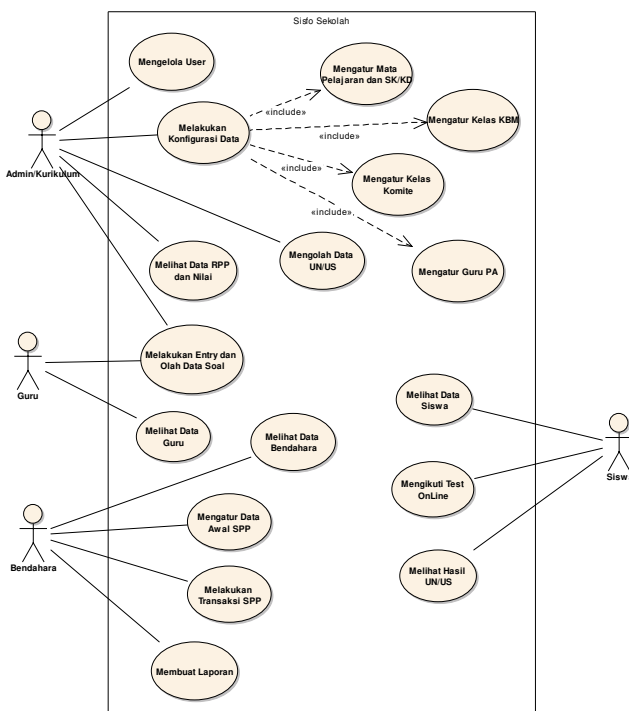 Sisfo Sekolah
Mengelola User
Mengatur Mata
Pelajaran dan SK/KD
«include»
Melakukan
Konfigurasi Data
Mengatur Kelas KBM
«include»
Admin/Kurikulum
«include»
Mengatur Kelas
Komite
«include»
Melihat Data RPP
dan Nilai
Mengolah Data
UN/US
Mengatur Guru PA
Melakukan Entry dan
Olah Data Soal
Guru
Melihat Data
Guru
Melihat Data
Siswa
Melihat Data
Bendahara
Siswa
Mengikuti Test
OnLine
Mengatur Data
Awal SPP
Bendahara
Melihat Hasil
UN/US
Melakukan
Transaksi SPP
Membuat Laporan